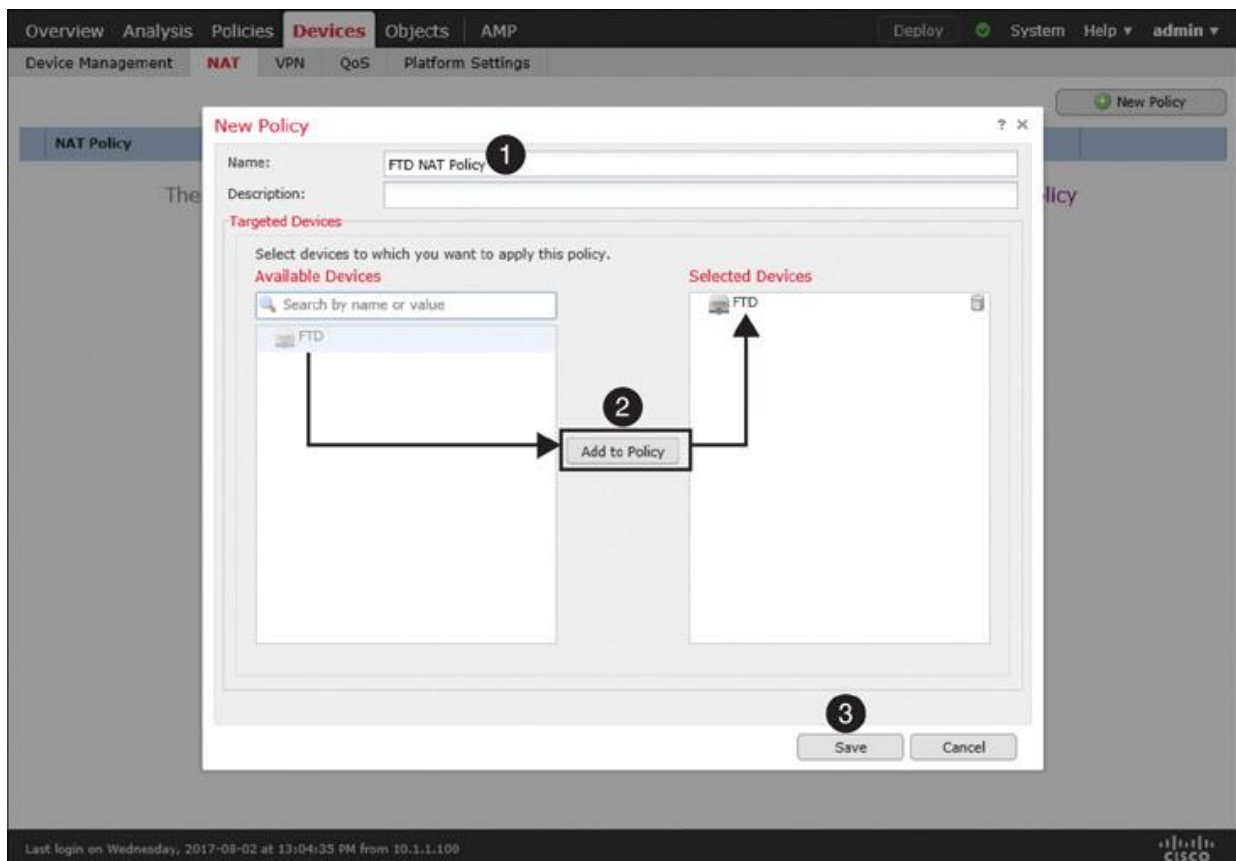 Overview Analysis Policies Devices Objects AMP Deploy System Help admin
Device Management NAT VPN QoS Platform Settings
New Policy
New Policy ? ×
NAT Policy
Name: FTD NAT Policy 1
The
Description:
licy
Targeted Devices
Select devices to which you want to apply this policy.
Available Devices
Selected Devices
Search by name or value
FTD
FTD
2
Add to Policy
3
Save Cancel
Last login on Wednesday, 2017-08-02 at 13:04:35 PM from 10.1.1.100
CISCO